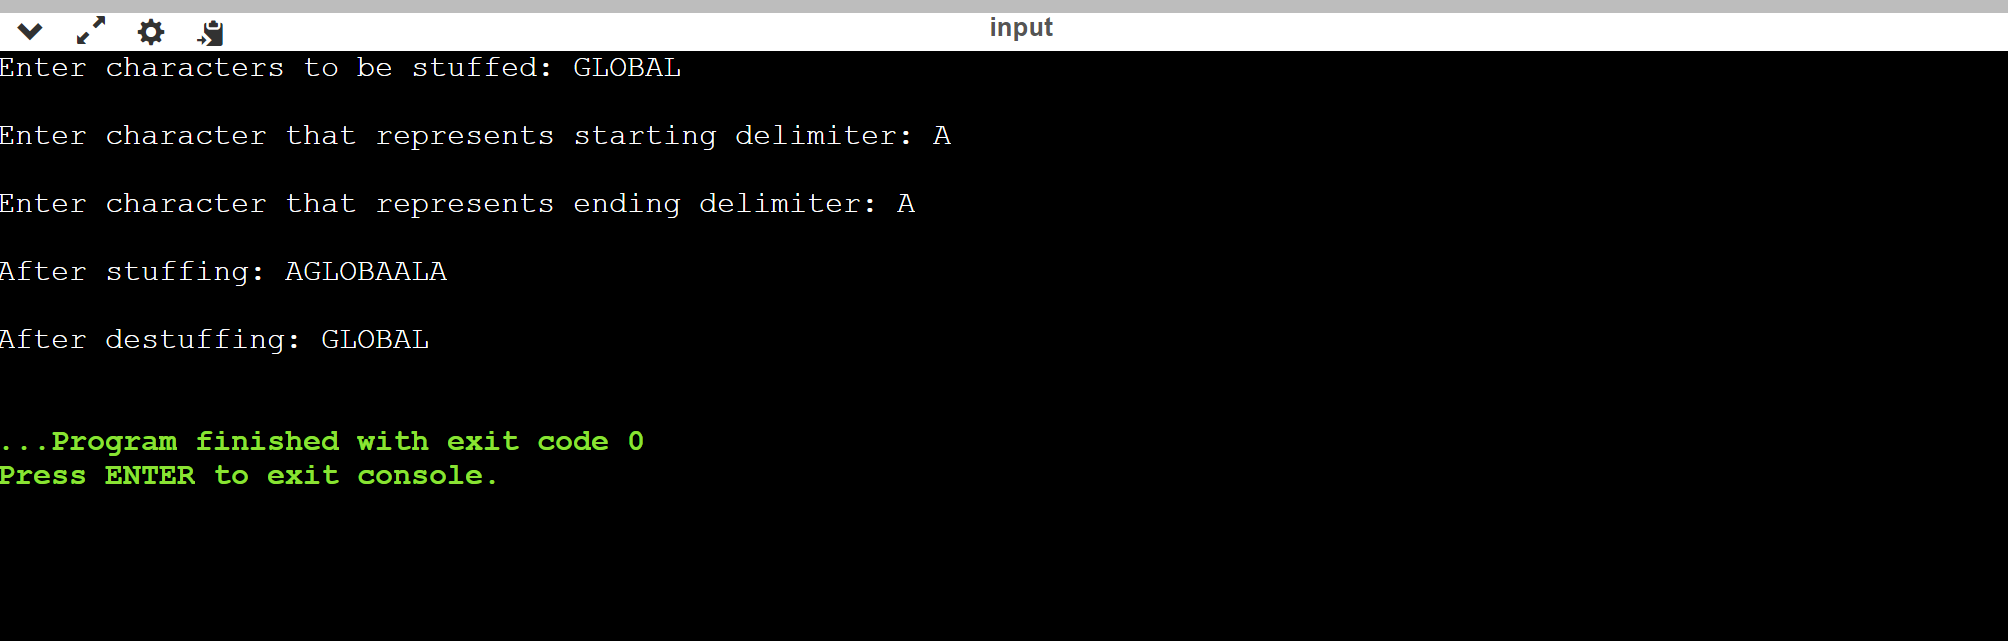 input
Enter characters to be stuffed: GLOBAL
Enter character that represents starting delimiter: A
Enter character that represents ending delimiter: A
After stuffing: AGLOBAALA
After destuffing: GLOBAL
...Program finished with exit code 0
Press ENTER to exit console.